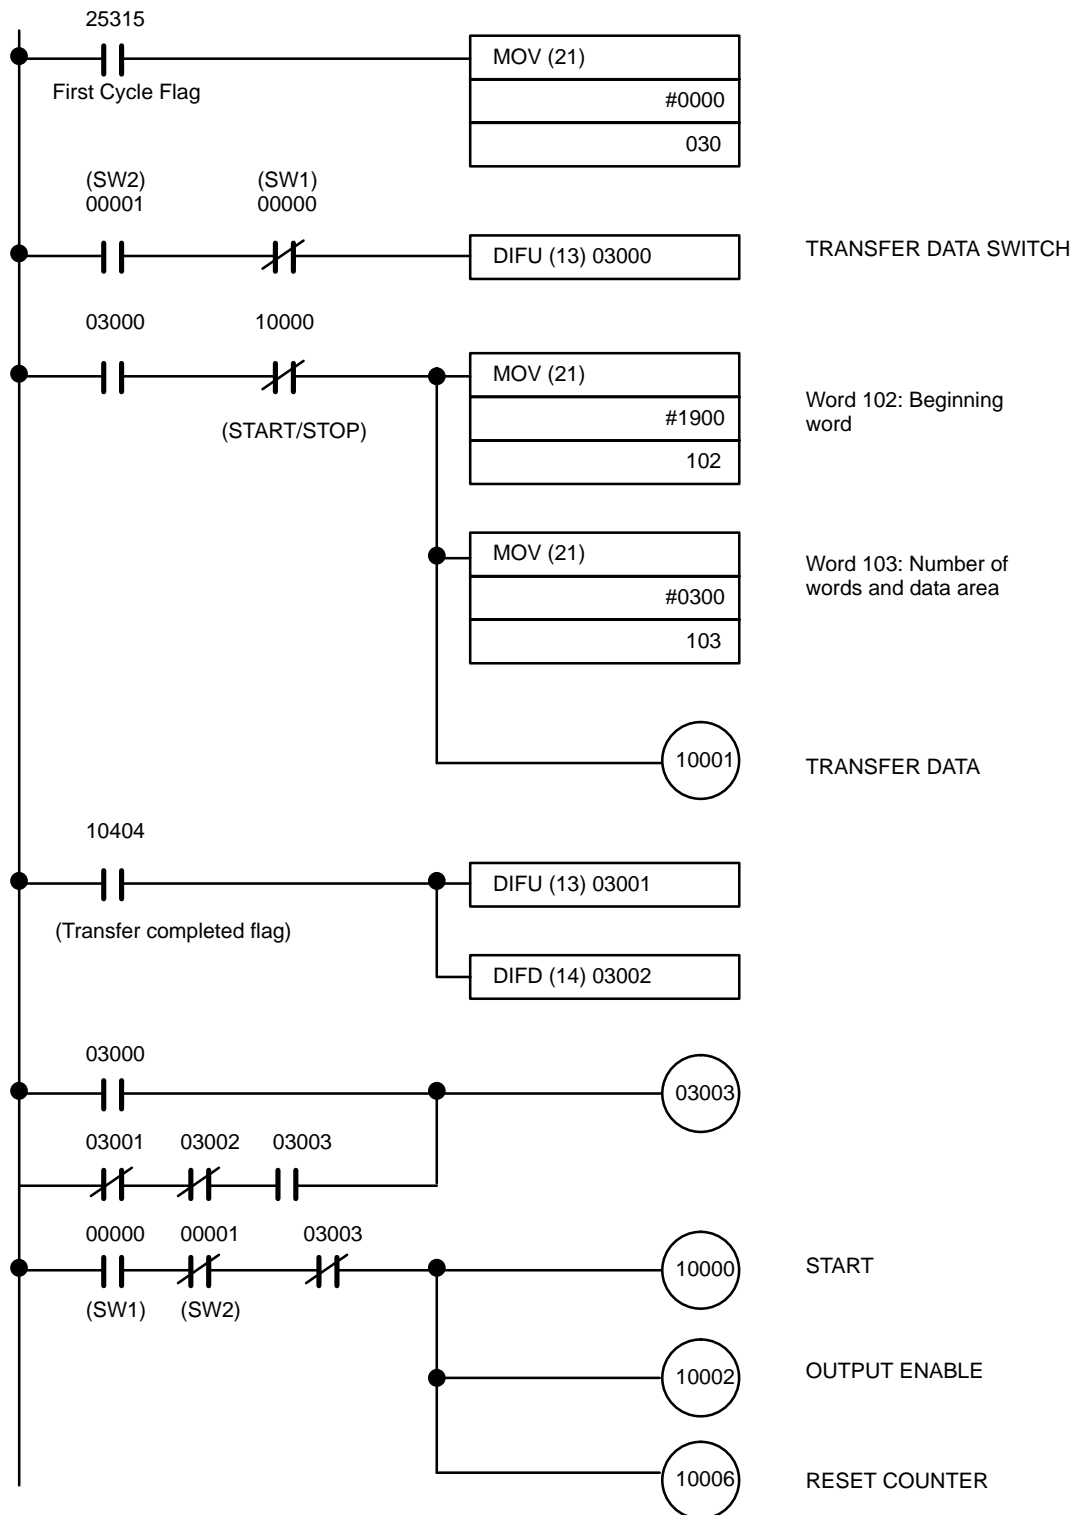 25315
First Cycle Flag
MOV (21)
#0000
030
(SW2)
00001
(SW1)
00000
DIFU (13) 03000
TRANSFER DATA SWITCH
03000
10000
(START/STOP)
MOV (21)
#1900
102
Word 102: Beginning
word
MOV (21)
#0300
103
Word 103: Number of
words and data area
10001
TRANSFER DATA
10404
(Transfer completed flag)
DIFU (13) 03001
DIFD (14) 03002
03000
03003
03001
03002
03003
00000
(SW1)
00001
(SW2)
03003
10000
START
10002
OUTPUT ENABLE
10006
RESET COUNTER